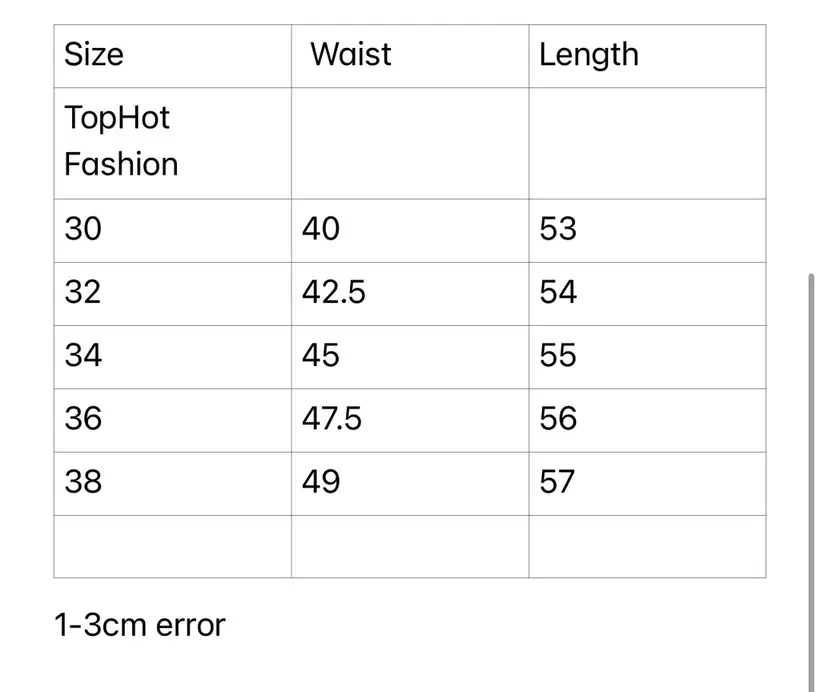 Size Waist Length
TopHot
Fashion
30 40 53
32 42.5 54
34 45 55
36 47.5 56
38 49 57
1-3cm error